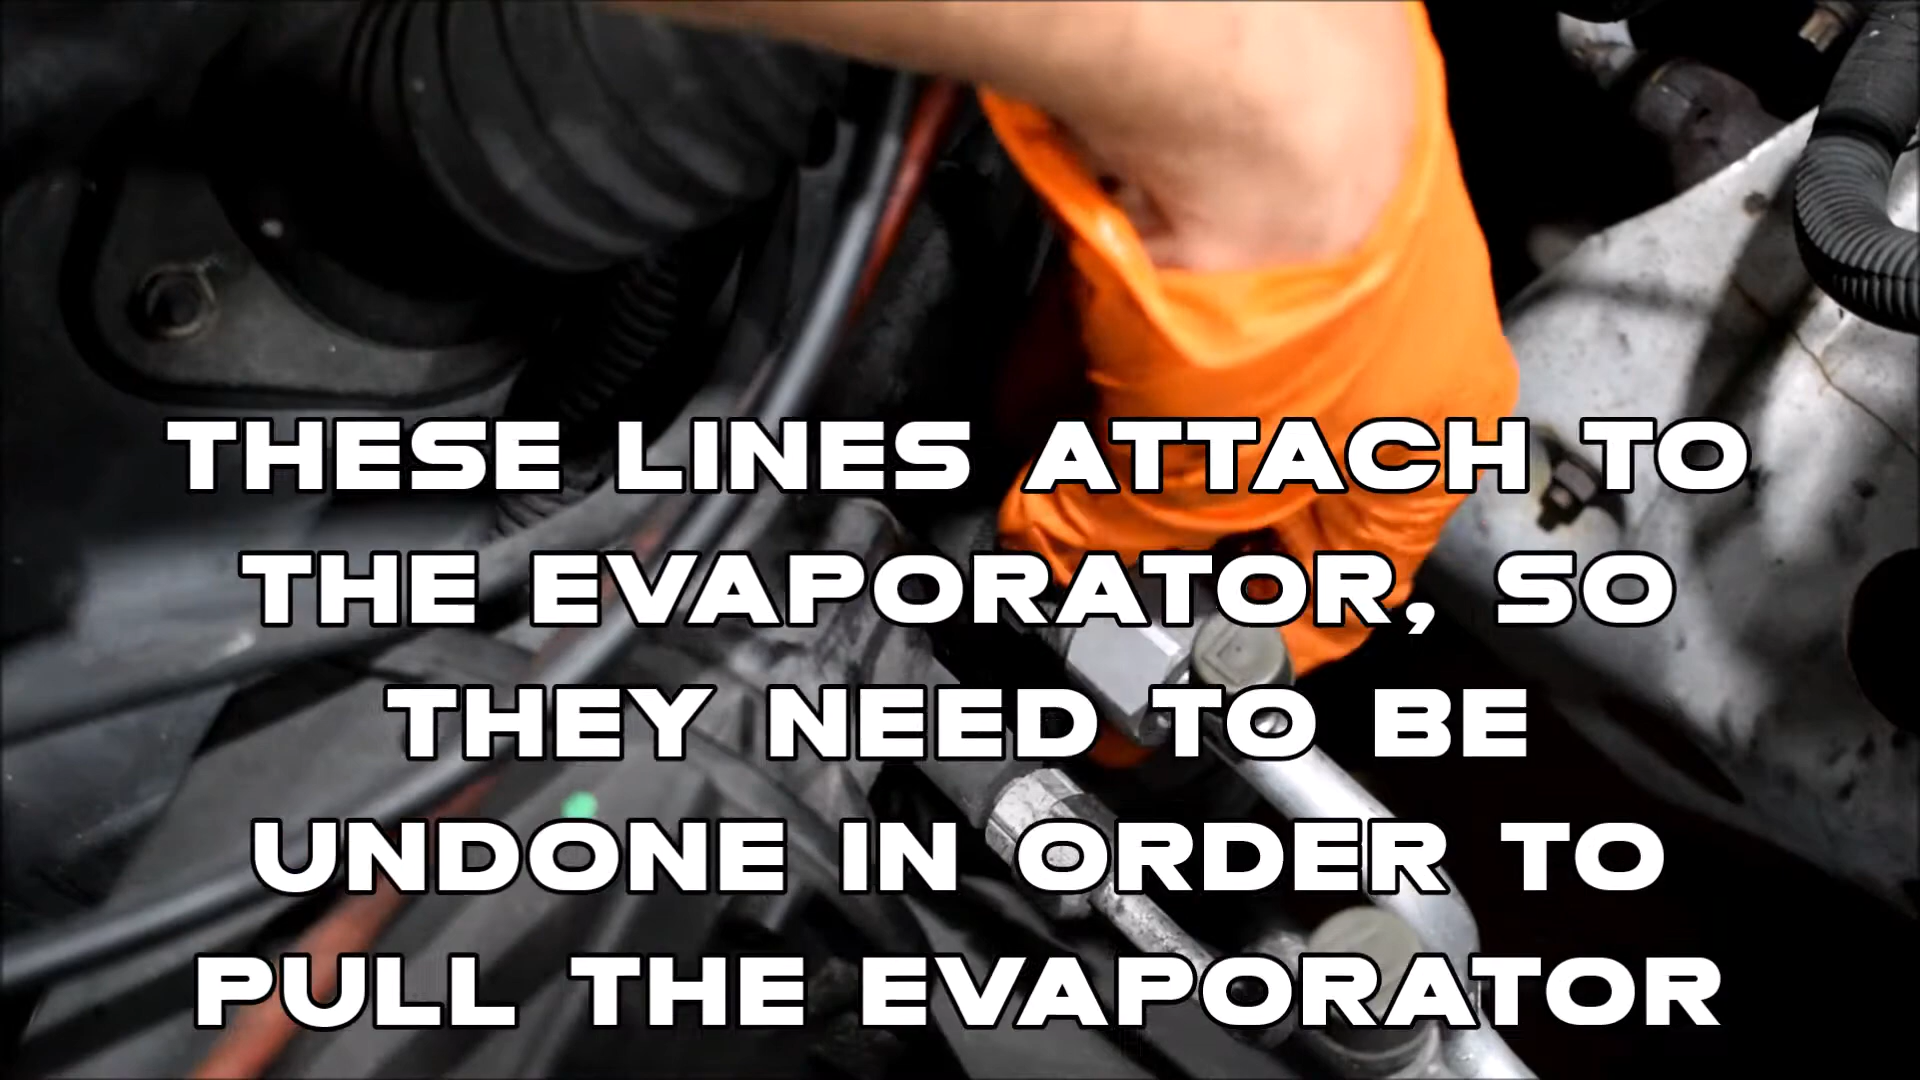 THESE LINES ATTACH TO
THE EVAPORATOR, SO
THEY NEED TO BE
UNDONE IN ORDER TO
PULL THE EVAPORATOR